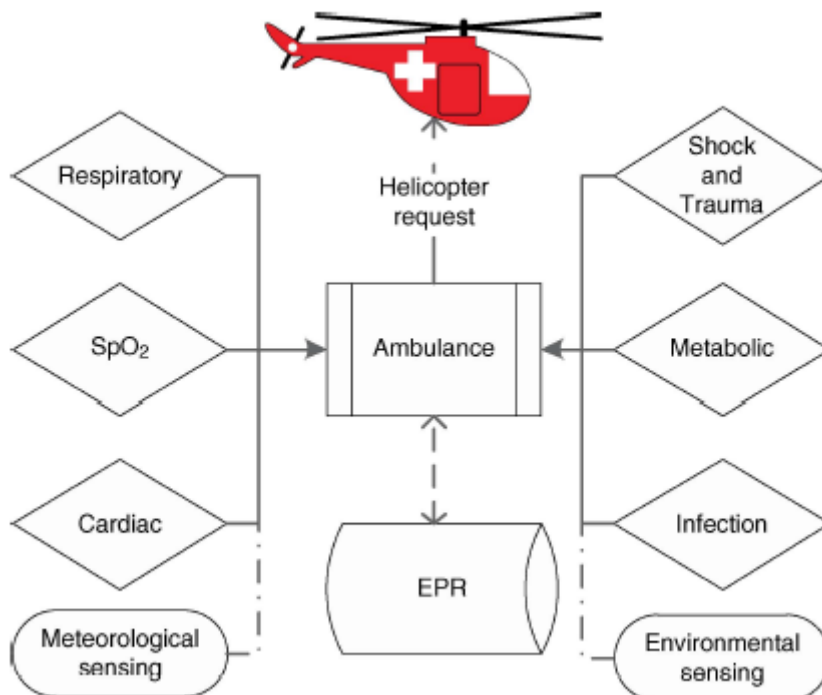 Respiratory
Helicopter
request
Shock
and
Trauma
SpO₂
Ambulance
Metabolic
Cardiac
EPR
Infection
Meteorological
sensing
Environmental
sensing